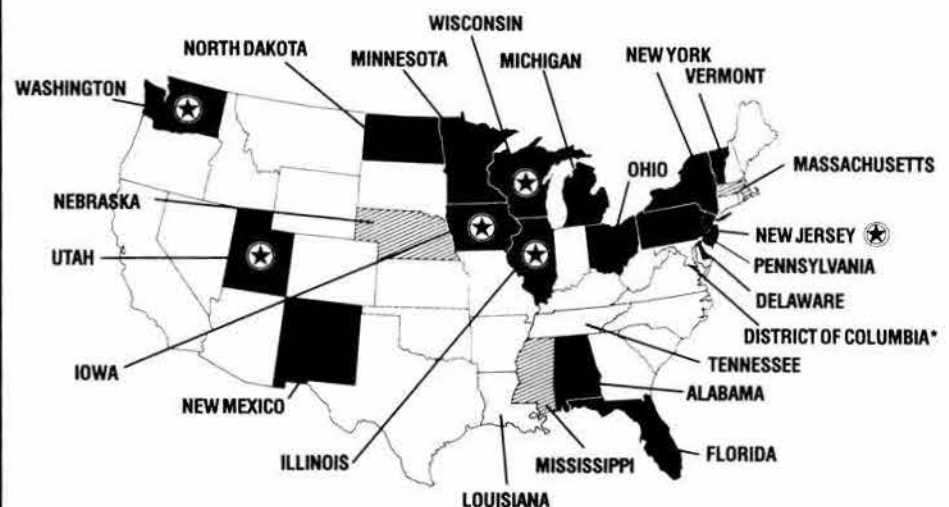 WISCONSIN
NORTH DAKOTA
MINNESOTA
MICHIGAN
NEW YORK
VERMONT
WASHINGTON
MASSACHUSETTS
OHIO
NEBRASKA
NEW JERSEY
UTAH
PENNSYLVANIA
DELAWARE
DISTRICT OF COLUMBIA*
TENNESSEE
IOWA
ALABAMA
NEW MEXICO
FLORIDA
ILLINOIS
MISSISSIPPI
LOUISIANA